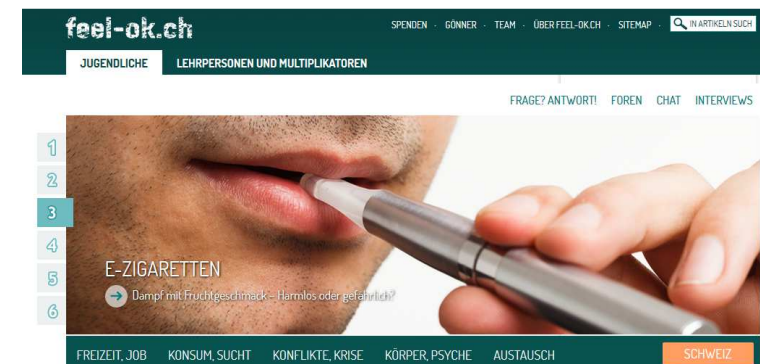 feel-ok.ch
SPENDEN · GÖNNER · TEAM · ÜBER FEEL-OK.CH · SITEMAP · IN ARTIKELN SUCH
JUGENDLICHE LEHRPERSONEN UND MULTIPLIKATOREN
FRAGE? ANTWORT! FOREN CHAT INTERVIEWS
1
2
3
4
5
6
E-ZIGARETTEN
Dampf mit Fruchtgeschmack - Harmlos oder gefährlich?
FREIZEIT, JOB KONSUM, SUCHT KONFLIKTE, KRISE KÖRPER, PSYCHE AUSTAUSCH SCHWEIZ